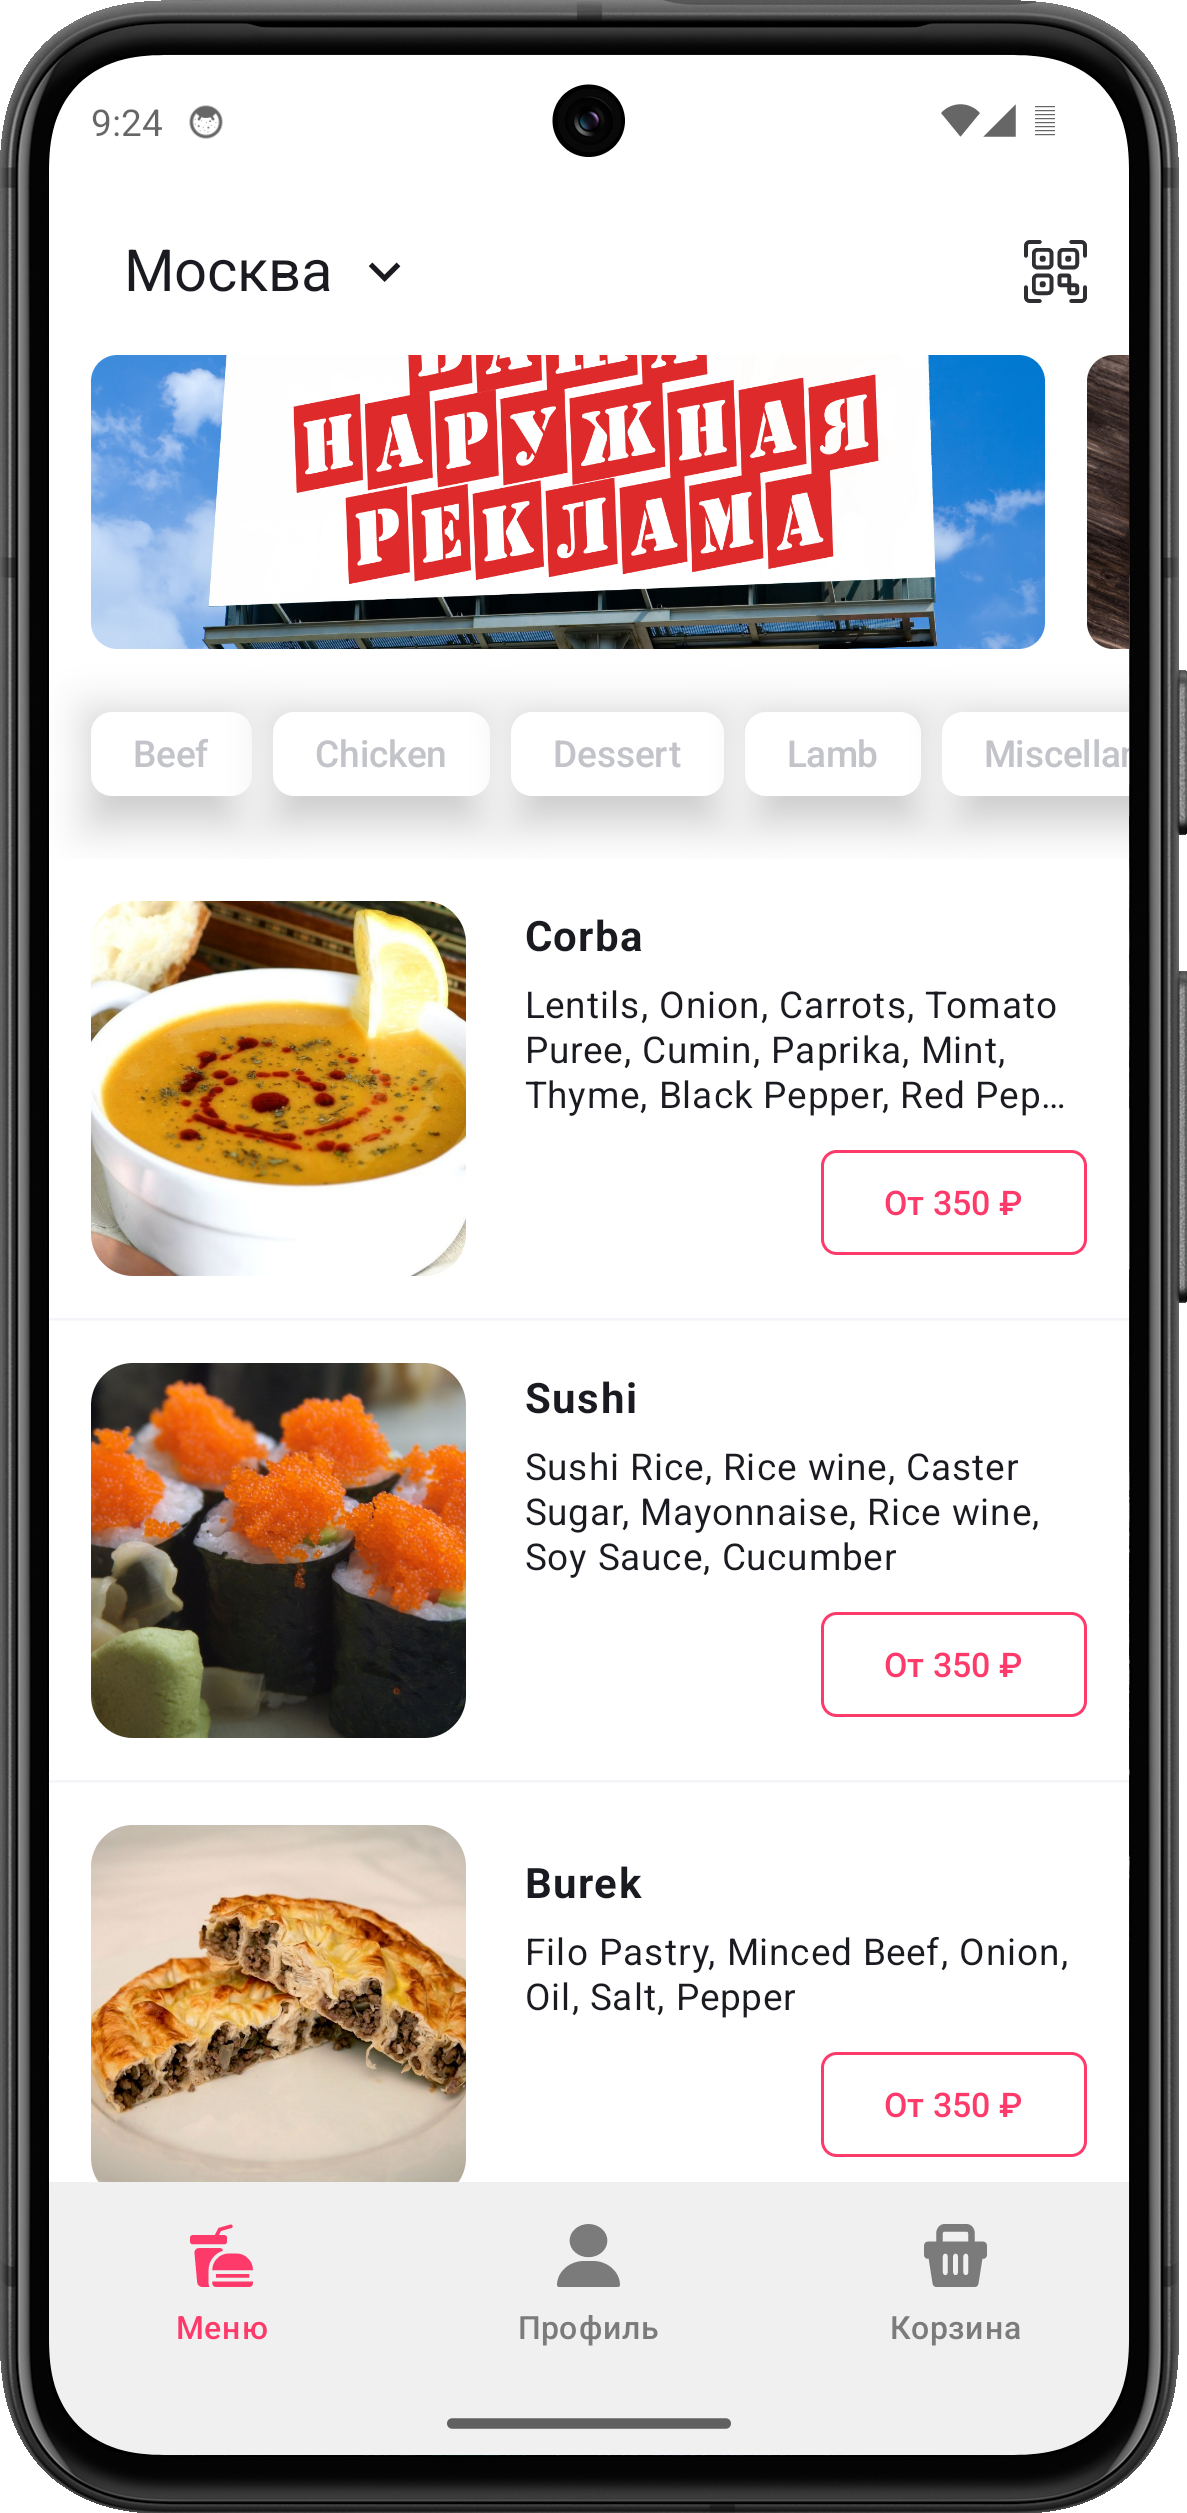 9:24
Москва
НАРУЖНАЯ
РЕКЛАМА
Beef
Chicken
Dessert
Lamb
Corba
Lentils, Onion, Carrots, Tomato
Puree, Cumin, Paprika, Mint,
Thyme, Black Pepper, Red Pep...
От 350 ₽
Sushi
Sushi Rice, Rice wine, Caster
Sugar, Mayonnaise, Rice wine,
Soy Sauce, Cucumber
От 350 ₽
Burek
Filo Pastry, Minced Beef, Onion,
Oil, Salt, Pepper
От 350 ₽
Меню
Профиль
Корзина